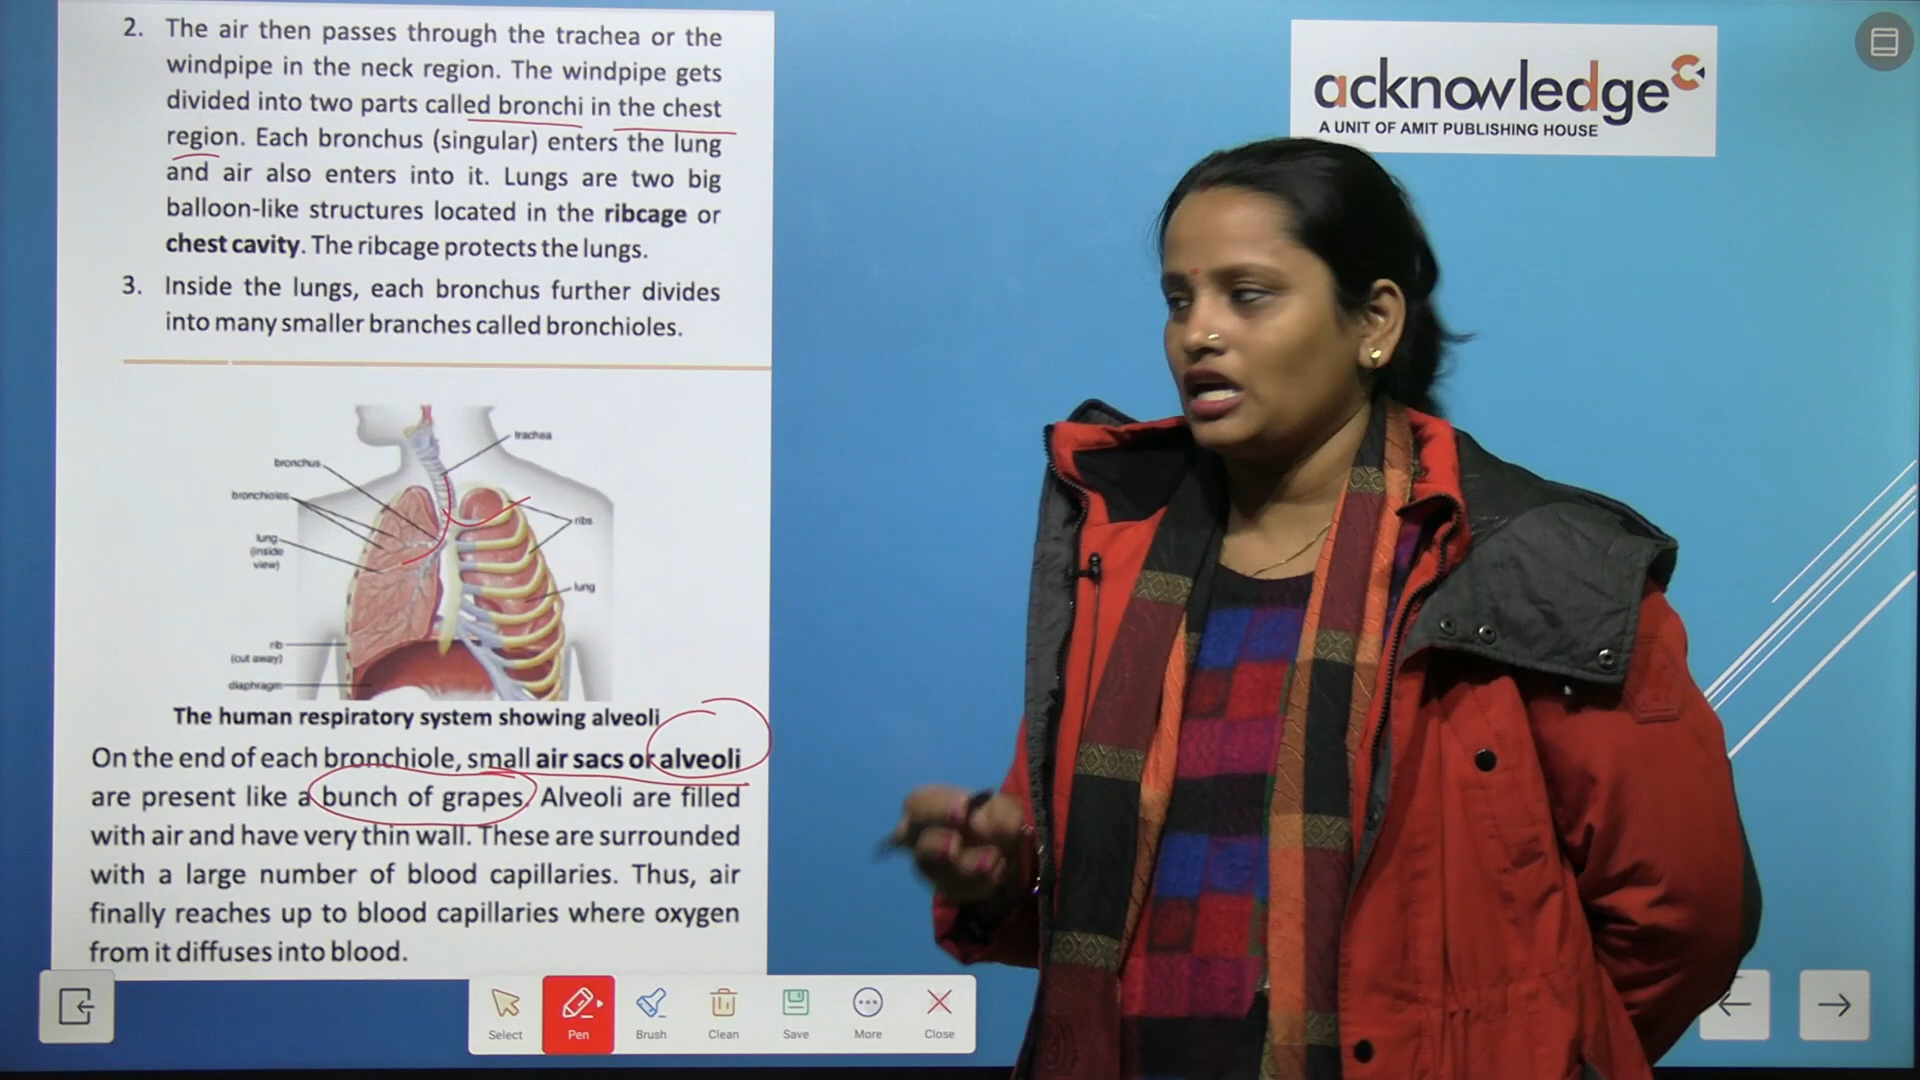 2. The air then passes through the trachea or the
windpipe in the neck region. The windpipe gets
divided into two parts called bronchi in the chest
region. Each bronchus (singular) enters the lung
and air also enters into it. Lungs are two big
balloon-like structures located in the ribcage or
chest cavity. The ribcage protects the lungs.
3. Inside the lungs, each bronchus further divides
into many smaller branches called bronchioles.
trachea
bronchus
bronchioles
ribs
lung
(inside
view)
lung
rib
(cut away)
diaphragm
The human respiratory system showing alveoli
On the end of each bronchiole, small air sacs or alveoli
are present like a bunch of grapes. Alveoli are filled
with air and have very thin wall. These are surrounded
with a large number of blood capillaries. Thus, air
finally reaches up to blood capillaries where oxygen
from it diffuses into blood.
acknowledge
A UNIT OF AMIT PUBLISHING HOUSE
Select
Pen
Brush
Clean
Save
More
Close